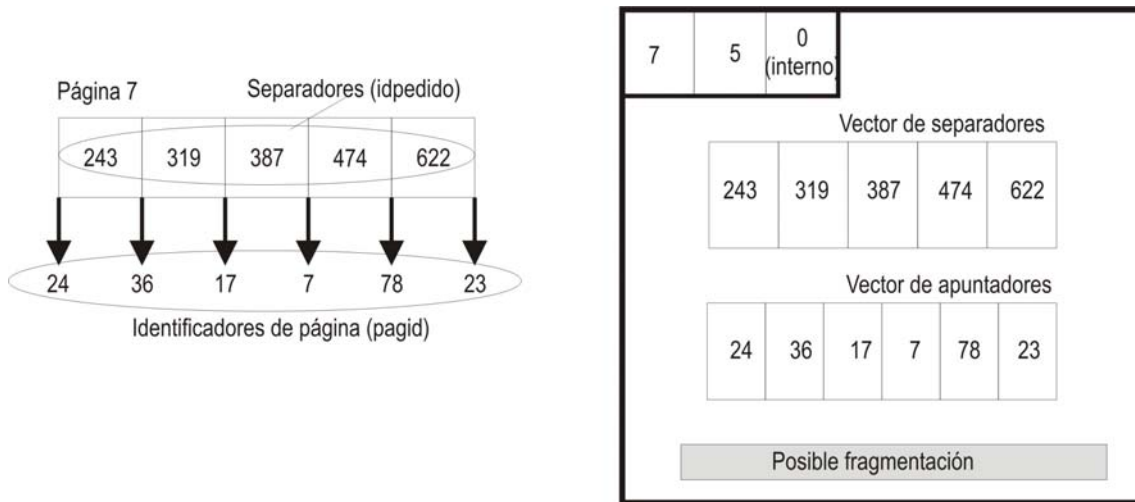 Página 7
Separadores (idpedido)
243 319 387 474 622
24 36 17 7 78 23
Identificadores de página (pagid)
7 5 0
(interno)
Vector de separadores
243 319 387 474 622
Vector de apuntadores
24 36 17 7 78 23
Posible fragmentación